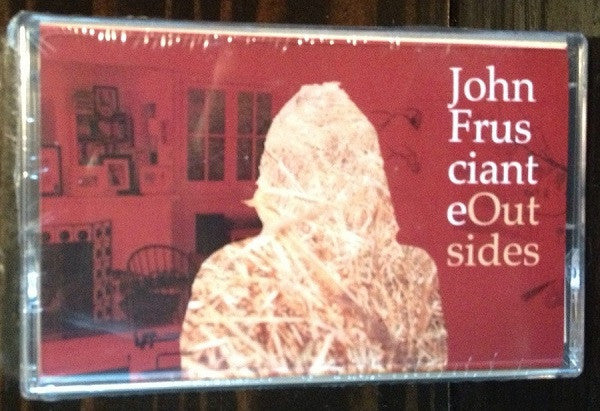 John
Frus
ciant
eOut
sides